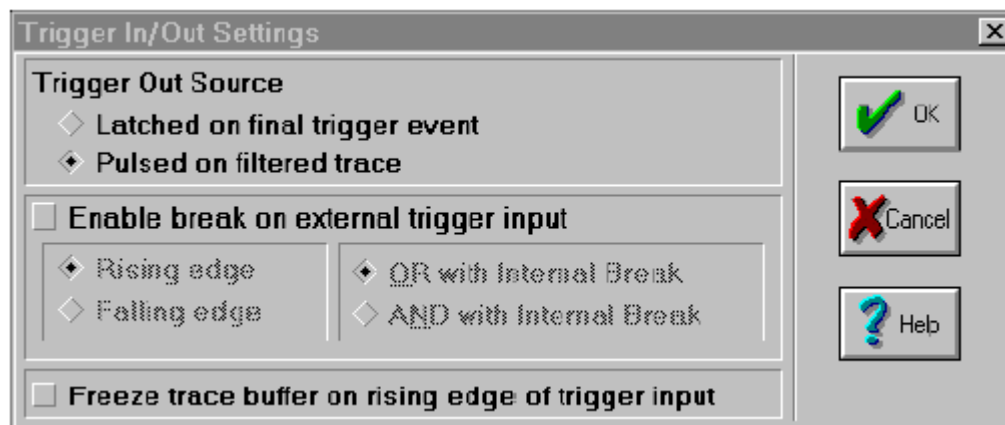 Trigger In/Out Settings
Trigger Out Source
Latched on final trigger event
Pulsed on filtered trace
Enable break on external trigger input
Rising edge
Falling edge
OR with Internal Break
AND with Internal Break
Freeze trace buffer on rising edge of trigger input
OK
Cancel
Help